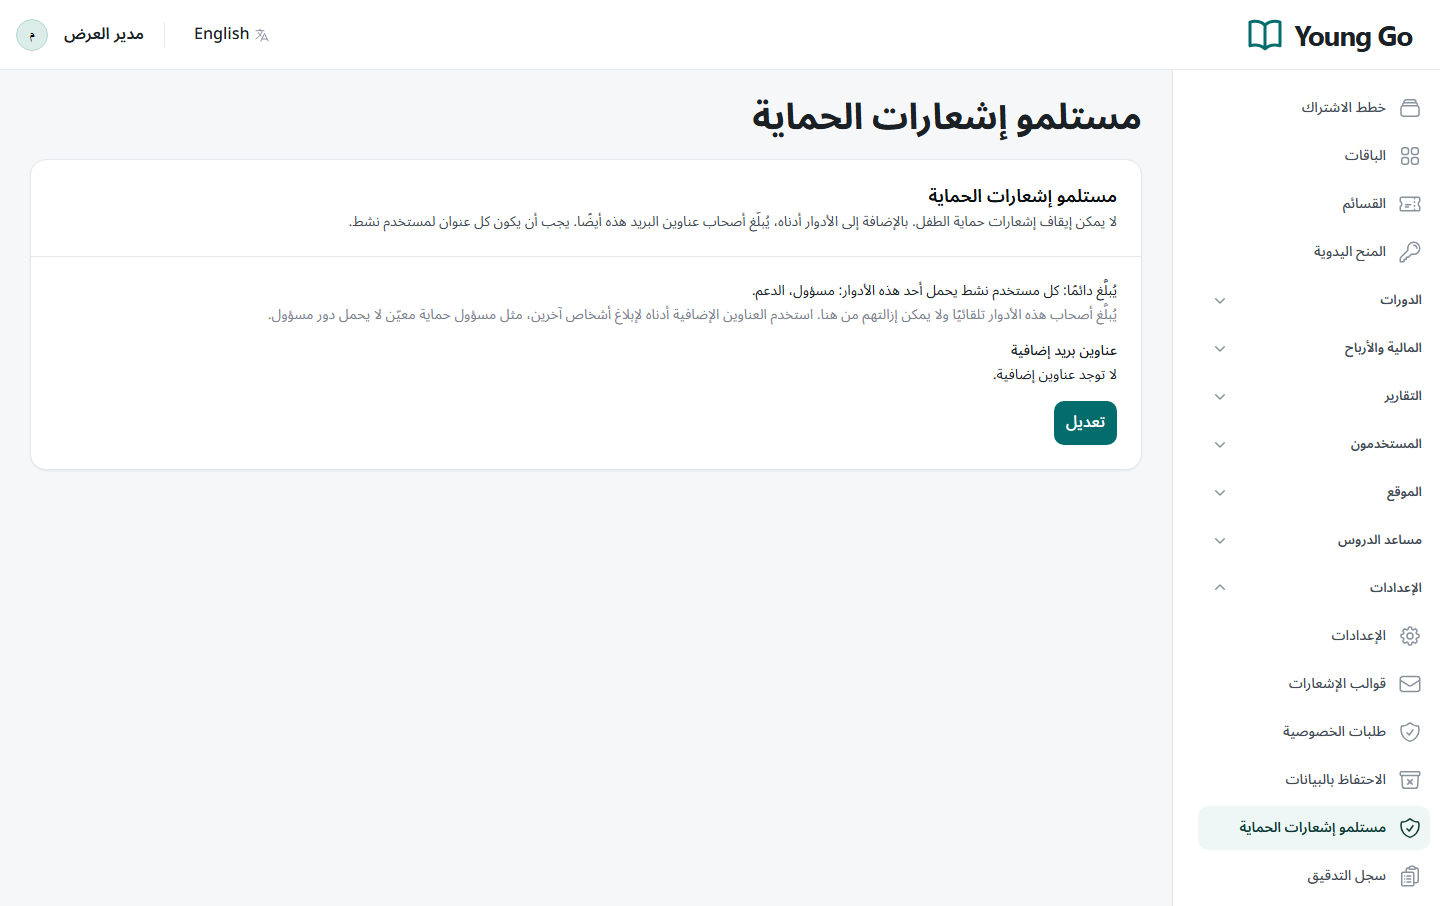 Young Go
English
مدير العرض
م
خطط الاشتراك
الباقات
القسائم
المنح اليدوية
الدورات
المالية والأرباح
التقارير
المستخدمون
الموقع
مساعد الدروس
الإعدادات
الإعدادات
قوالب الإشعارات
طلبات الخصوصية
الاحتفاظ بالبيانات
مستلمو إشعارات الحماية
سجل التدقيق
مستلمو إشعارات الحماية
مستلمو إشعارات الحماية
لا يمكن إيقاف إشعارات حماية الطفل. بالإضافة إلى الأدوار أدناه، يُبلَّغ أصحاب عناوين البريد هذه أيضًا. يجب أن يكون كل عنوان لمستخدم نشط.
يُبلَّغ دائمًا: كل مستخدم نشط يحمل أحد هذه الأدوار: مسؤول، الدعم.
يُبلَّغ أصحاب هذه الأدوار تلقائيًا ولا يمكن إزالتهم من هنا. استخدم العناوين الإضافية أدناه لإبلاغ أشخاص آخرين، مثل مسؤول حماية معيّن لا يحمل دور مسؤول.
عناوين بريد إضافية
لا توجد عناوين إضافية.
تعديل